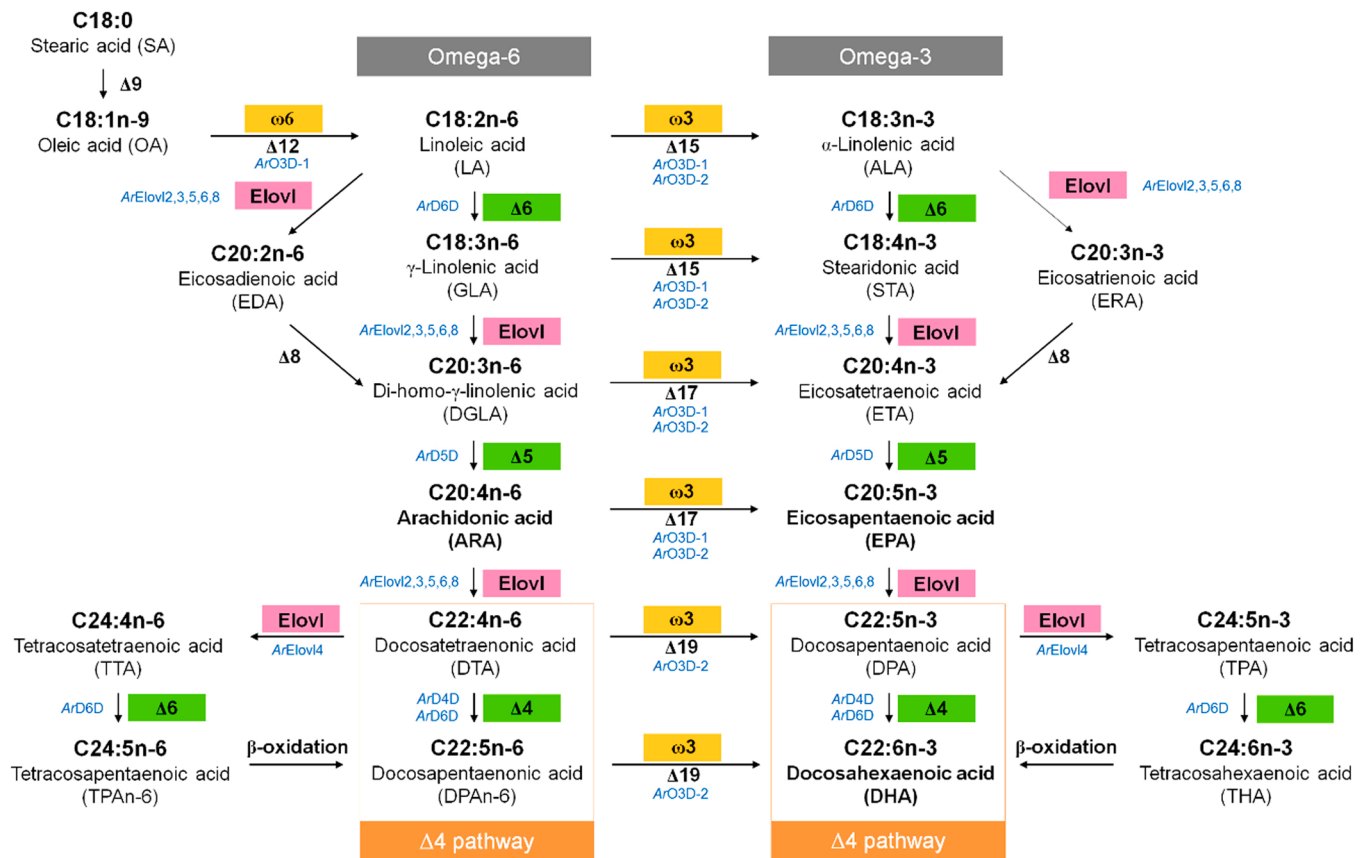 C18:0
Stearic acid (SA)
Δ9
Omega-6
Omega-3
C18:1n-9
Oleic acid (OA)
ω6
Δ12
ArO3D-1
C18:2n-6
Linoleic acid
(LA)
ω3
Δ15
ArO3D-1
ArO3D-2
C18:3n-3
α-Linolenic acid
(ALA)
ArElovl2,3,5,6,8
Elovl
ArD6D
Δ6
ArD6D
Δ6
Elovl
ArElovl2,3,5,6,8
C20:2n-6
Eicosadienoic acid
(EDA)
C18:3n-6
γ-Linolenic acid
(GLA)
ω3
Δ15
ArO3D-1
ArO3D-2
C18:4n-3
Stearidonic acid
(STA)
C20:3n-3
Eicosatrienoic acid
(ERA)
Δ8
ArElovl2,3,5,6,8
Elovl
ArElovl2,3,5,6,8
Elovl
Δ8
C20:3n-6
Di-homo-γ-linolenic acid
(DGLA)
ω3
Δ17
ArO3D-1
ArO3D-2
C20:4n-3
Eicosatetraenoic acid
(ETA)
ArD5D
Δ5
ArD5D
Δ5
C20:4n-6
Arachidonic acid
(ARA)
ω3
Δ17
ArO3D-1
ArO3D-2
C20:5n-3
Eicosapentaenoic acid
(EPA)
ArElovl2,3,5,6,8
Elovl
ArElovl2,3,5,6,8
Elovl
C24:4n-6
Tetracosatetraenoic acid
(TTA)
Elovl
ArElovl4
C22:4n-6
Docosatetraenonic acid
(DTA)
ω3
Δ19
ArO3D-2
C22:5n-3
Docosapentaenoic acid
(DPA)
Elovl
ArElovl4
C24:5n-3
Tetracosapentaenoic acid
(TPA)
ArD6D
Δ6
ArD4D
ArD6D
Δ4
ArD4D
ArD6D
Δ4
ArD6D
Δ6
C24:5n-6
Tetracosapentaenoic acid
(TPAn-6)
β-oxidation
C22:5n-6
Docosapentaenonic acid
(DPAn-6)
ω3
Δ19
ArO3D-2
C22:6n-3
Docosahexaenoic acid
(DHA)
β-oxidation
C24:6n-3
Tetracosahexaenoic acid
(THA)
Δ4 pathway
Δ4 pathway